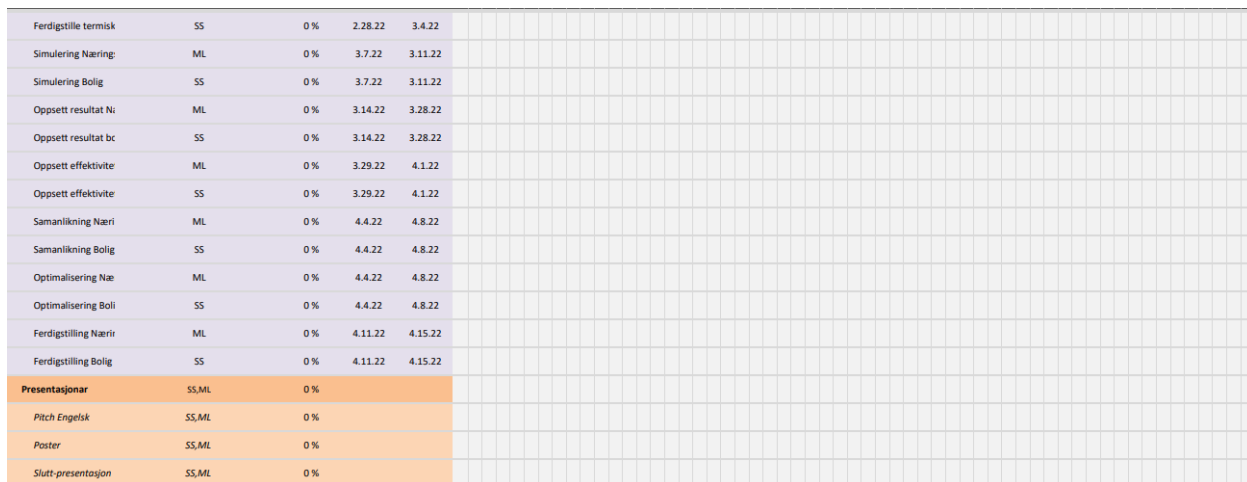 Ferdigstille termisk SS 0 % 2.28.22 3.4.22
Simulering Næring: ML 0 % 3.7.22 3.11.22
Simulering Bolig SS 0 % 3.7.22 3.11.22
Oppsett resultat Næ ML 0 % 3.14.22 3.28.22
Oppsett resultat bo SS 0 % 3.14.22 3.28.22
Oppsett effektivitet ML 0 % 3.29.22 4.1.22
Oppsett effektivitet SS 0 % 3.29.22 4.1.22
Samanlikning Næri ML 0 % 4.4.22 4.8.22
Samanlikning Bolig SS 0 % 4.4.22 4.8.22
Optimalisering Næ ML 0 % 4.4.22 4.8.22
Optimalisering Boli SS 0 % 4.4.22 4.8.22
Ferdigstilling Nærin ML 0 % 4.11.22 4.15.22
Ferdigstilling Bolig SS 0 % 4.11.22 4.15.22
Presentasjonar SS,ML 0 %
Pitch Engelsk SS,ML 0 %
Poster SS,ML 0 %
Slutt-presentasjon SS,ML 0 %